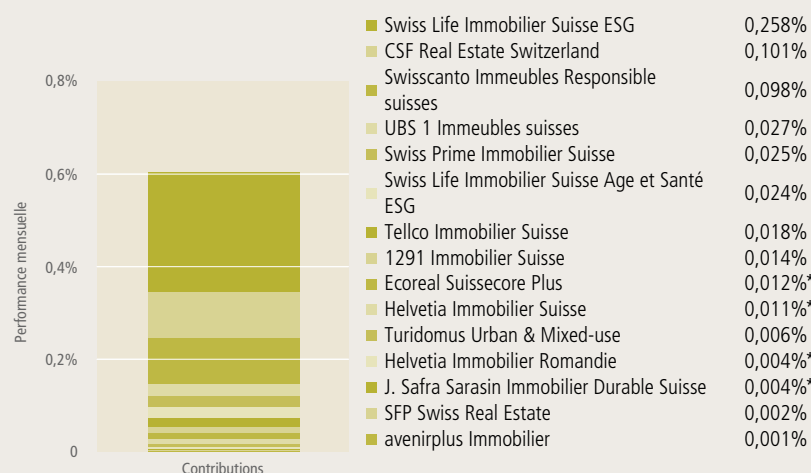 Swiss Life Immobilier Suisse ESG 0,258%
CSF Real Estate Switzerland 0,101%
Swisscanto Immeubles Responsible
suisses 0,098%
UBS 1 Immeubles suisses 0,027%
Swiss Prime Immobilier Suisse 0,025%
Swiss Life Immobilier Suisse Age et Santé
ESG 0,024%
Tellco Immobilier Suisse 0,018%
1291 Immobilier Suisse 0,014%
Ecoreal Suissecore Plus 0,012%*
Helvetia Immobilier Suisse 0,011%*
Turidomus Urban & Mixed-use 0,006%
Helvetia Immobilier Romandie 0,004%*
J. Safra Sarasin Immobilier Durable Suisse 0,004%*
SFP Swiss Real Estate 0,002%
avenirplus Immobilier 0,001%
Performance mensuelle
0,8%
0,6%
0,4%
0,2%
0
Contributions